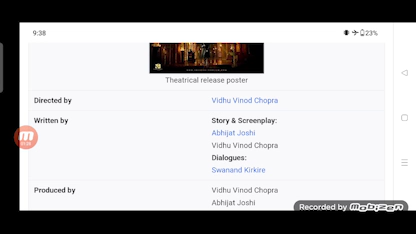 9:38
23%
Theatrical release poster
Directed by
Vidhu Vinod Chopra
Written by
Story & Screenplay:
Abhijat Joshi
Vidhu Vinod Chopra
Dialogues:
Swanand Kirkire
Produced by
Vidhu Vinod Chopra
Abhijat Joshi
Recorded by Mobizen